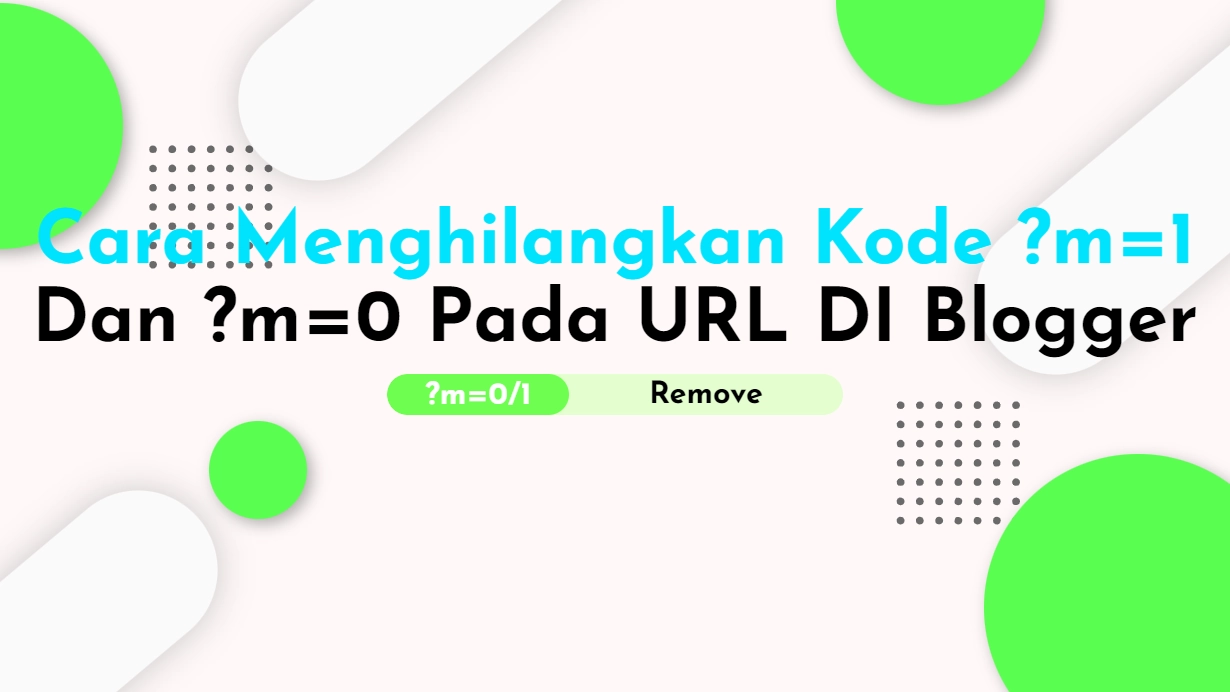 Cara Menghilangkan Kode ?m=1
Dan ?m=0 Pada URL DI Blogger
?m=0/1 Remove